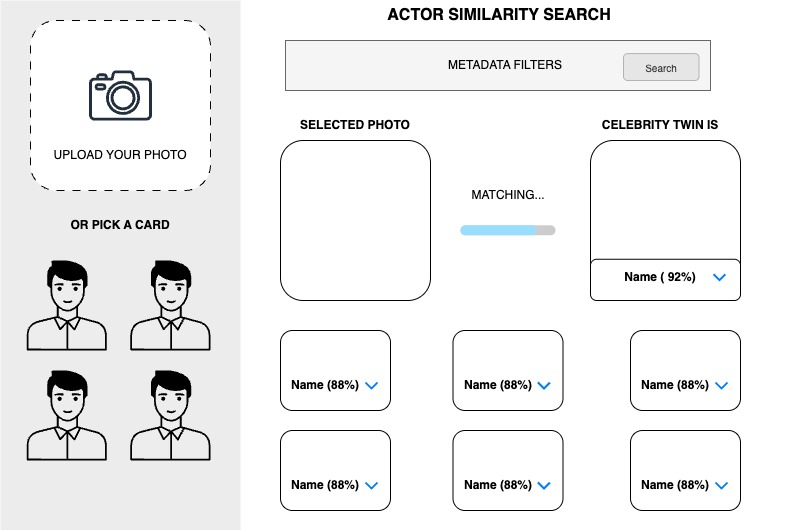 ACTOR SIMILARITY SEARCH
METADATA FILTERS
Search
UPLOAD YOUR PHOTO
OR PICK A CARD
SELECTED PHOTO
MATCHING...
CELEBRITY TWIN IS
Name ( 92%)
Name (88%)
Name (88%)
Name (88%)
Name (88%)
Name (88%)
Name (88%)